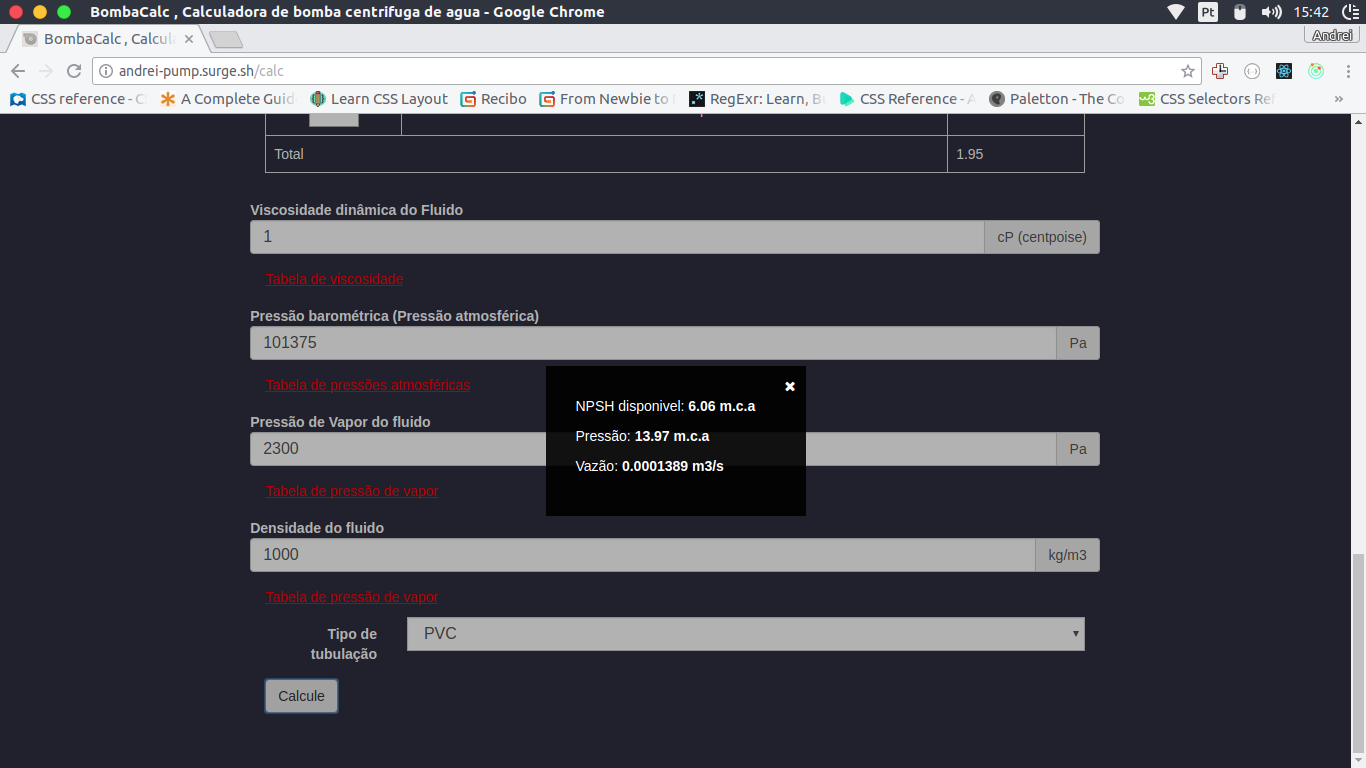 BombaCalc , Calculadora de bomba centrifuga de agua - Google Chrome
Pt
15:42
BombaCalc , Calcul
Andrei
andrei-pump.surge.sh/calc
CSS reference - C
A Complete Guid
Learn CSS Layout
Recibo
From Newbie to
RegExr: Learn, B
CSS Reference - A
Paletton - The Co
CSS Selectors Ref
»
Total
1.95
Viscosidade dinâmica do Fluido
1
cP (centpoise)
Tabela de viscosidade
Pressão barométrica (Pressão atmosférica)
101375
Pa
Tabela de pressões atmosféricas
NPSH disponivel: 6.06 m.c.a
Pressão de Vapor do fluido
Pressão: 13.97 m.c.a
2300
Pa
Vazão: 0.0001389 m3/s
Tabela de pressão de vapor
Densidade do fluido
1000
kg/m3
Tabela de pressão de vapor
Tipo de
tubulação
PVC
Calcule